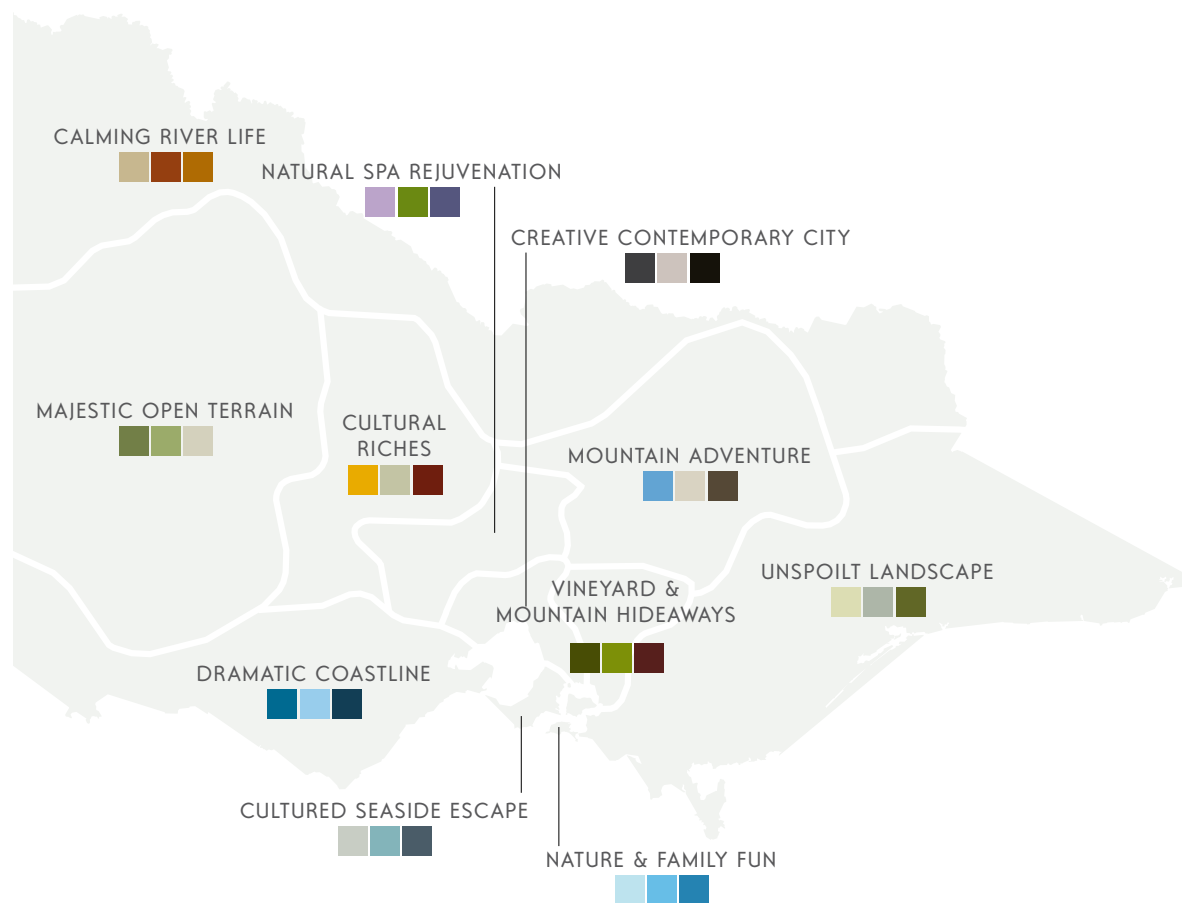 CALMING RIVER LIFE
NATURAL SPA REJUVENATION
CREATIVE CONTEMPORARY CITY
MAJESTIC OPEN TERRAIN
CULTURAL
RICHES
MOUNTAIN ADVENTURE
UNSPOILT LANDSCAPE
VINEYARD &
MOUNTAIN HIDEAWAYS
DRAMATIC COASTLINE
CULTURED SEASIDE ESCAPE
NATURE & FAMILY FUN